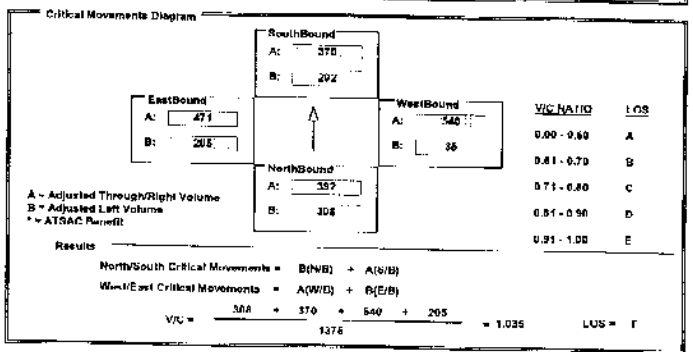 Critical Movements Diagram
SouthBound
A: 370
B: 202
EastBound
A: 471
B: 205
WestBound
A: 540
B: 35
NorthBound
A: 397
B: 308
V/C RATIO LOS
0.00 - 0.60 A
0.61 - 0.70 B
0.71 - 0.80 C
0.81 - 0.90 D
0.91 - 1.00 E
A = Adjusted Through/Right Volume
B = Adjusted Left Volume
* = ATSAC Benefit
Results
North/South Critical Movements = B(N/B) + A(S/B)
West/East Critical Movements = A(W/B) + B(E/B)
V/C = 308 + 370 + 540 + 205
1375 = 1.035 LOS = F